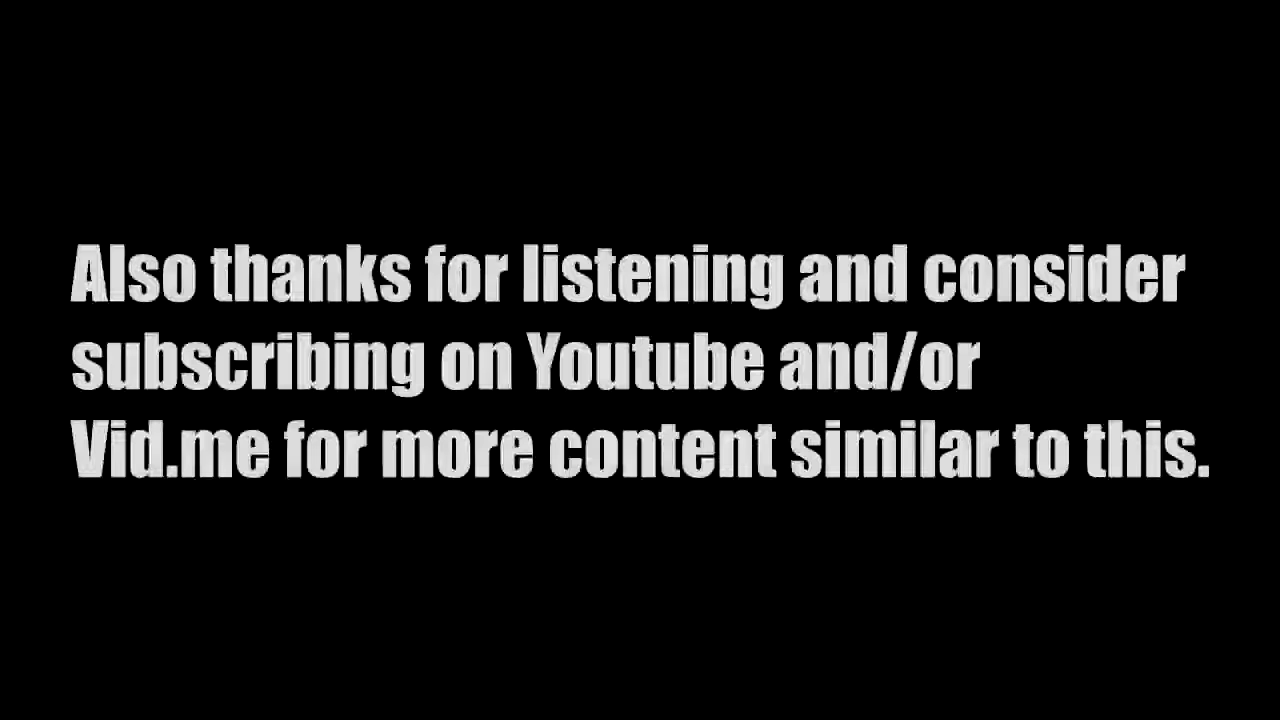 Also thanks for listening and consider
subscribing on Youtube and/or
Vid.me for more content similar to this.